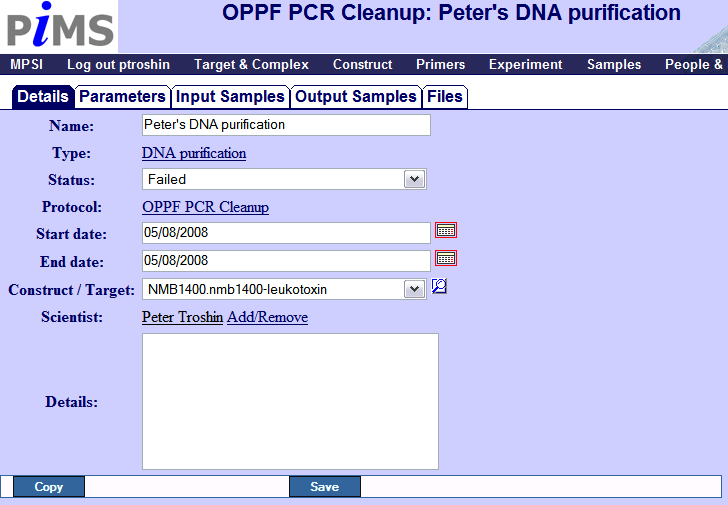 PiMS
OPPF PCR Cleanup: Peter's DNA purification
MPSI Log out ptroshin Target & Complex Construct Primers Experiment Samples People &
Details Parameters Input Samples Output Samples Files
Name: Peter's DNA purification
Type: DNA purification
Status: Failed
Protocol: OPPF PCR Cleanup
Start date: 05/08/2008
End date: 05/08/2008
Construct / Target: NMB1400.nmb1400-leukotoxin
Scientist: Peter Troshin Add/Remove
Details:
Copy Save